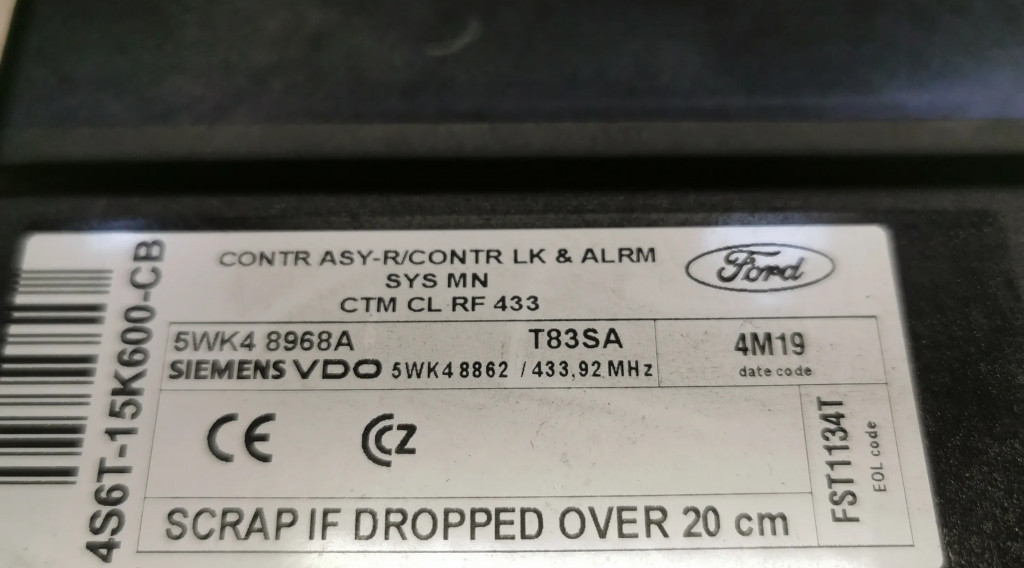 CONTR ASY-R/CONTR LK & ALRM
SYS MN
CTM CL RF 433
Ford
5WK4 8968A T83SA
SIEMENS VDO 5WK4 8862 / 433,92 MHz
4M19
date code
CE
CZ
FST1134T
EOL code
SCRAP IF DROPPED OVER 20 cm
4S6T-15K600-CB